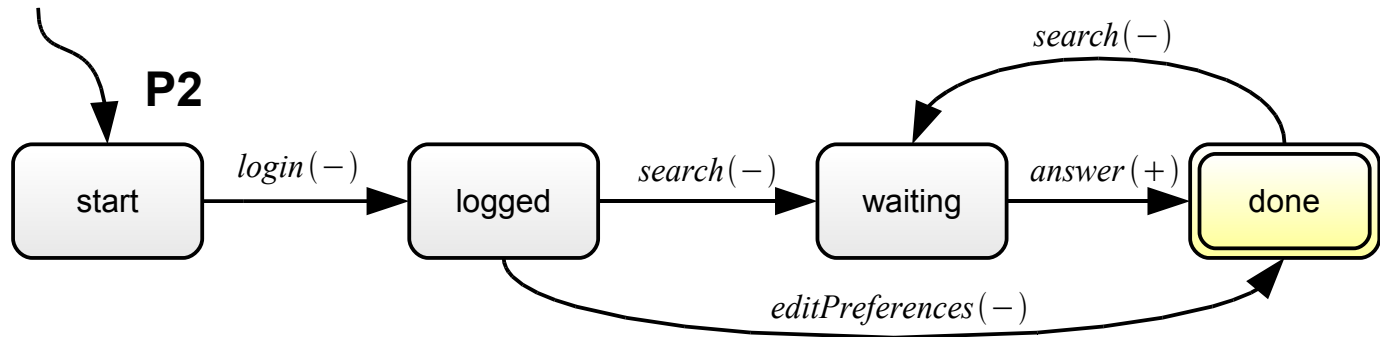 search(−)
P2
login(−)
search(−)
answer(+)
start
logged
waiting
done
editPreferences(−)